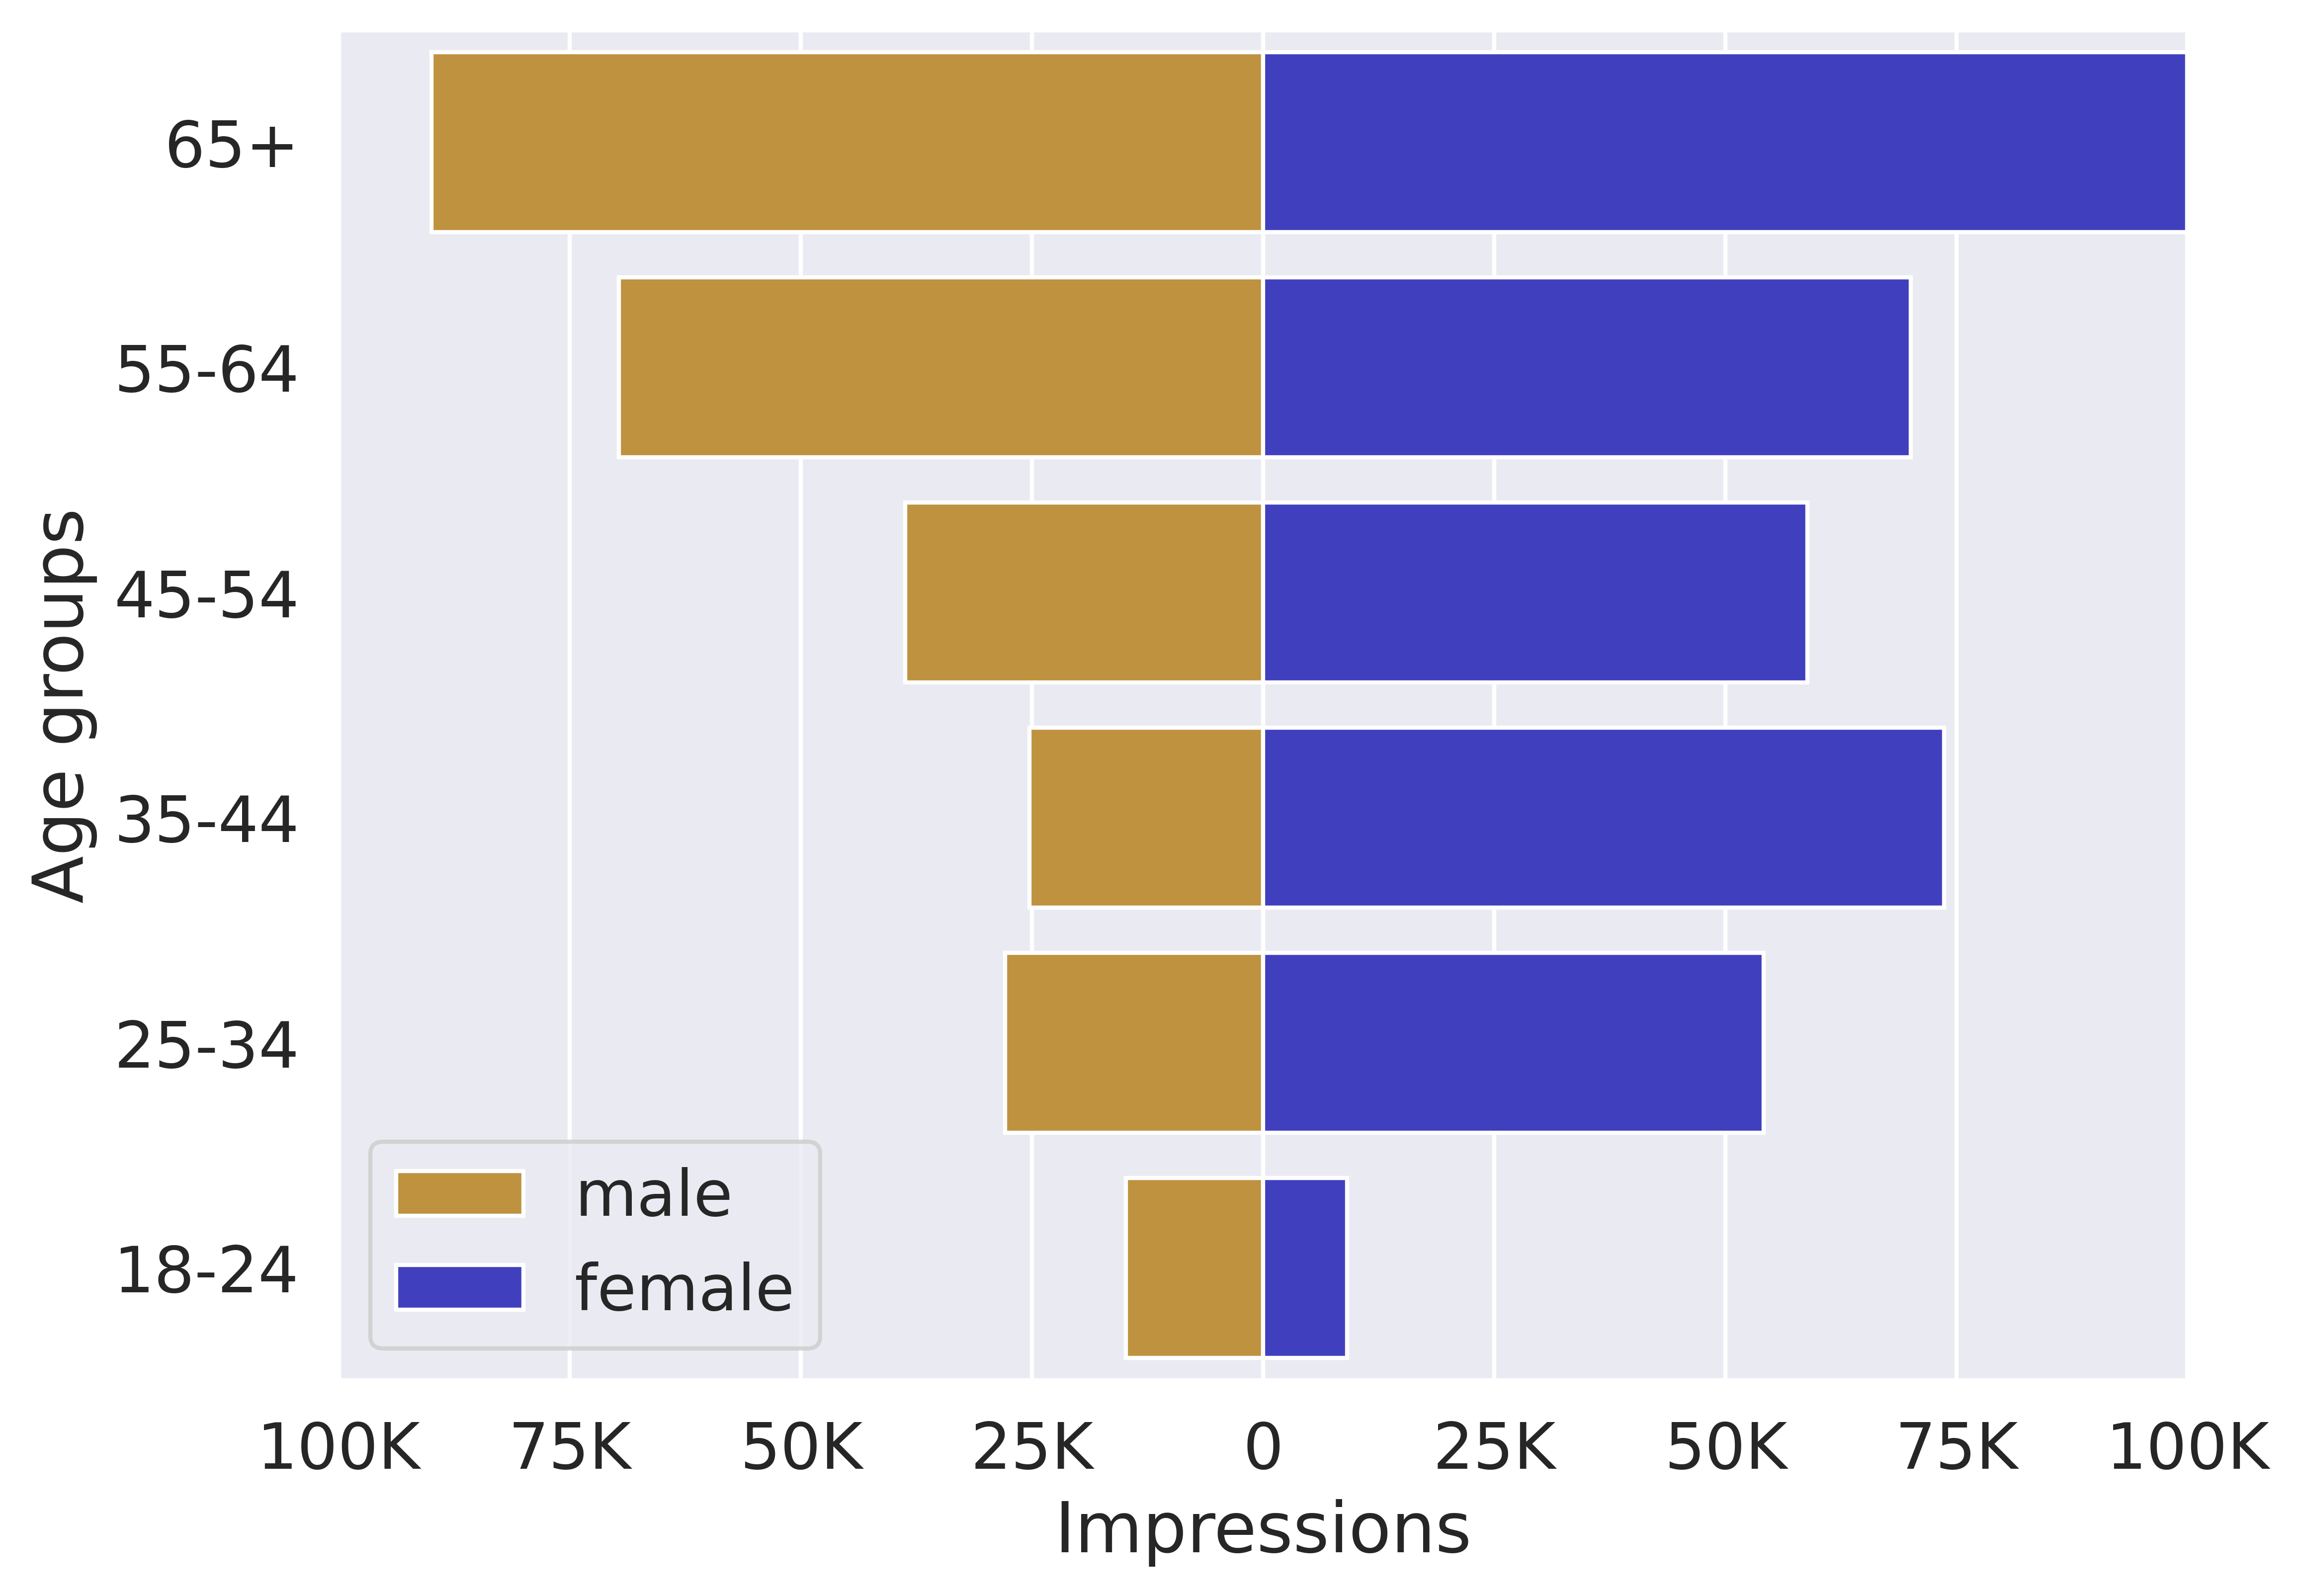 65+
55-64
45-54
35-44
25-34
18-24
Age groups
male
female
100K 75K 50K 25K 0 25K 50K 75K 100K
Impressions